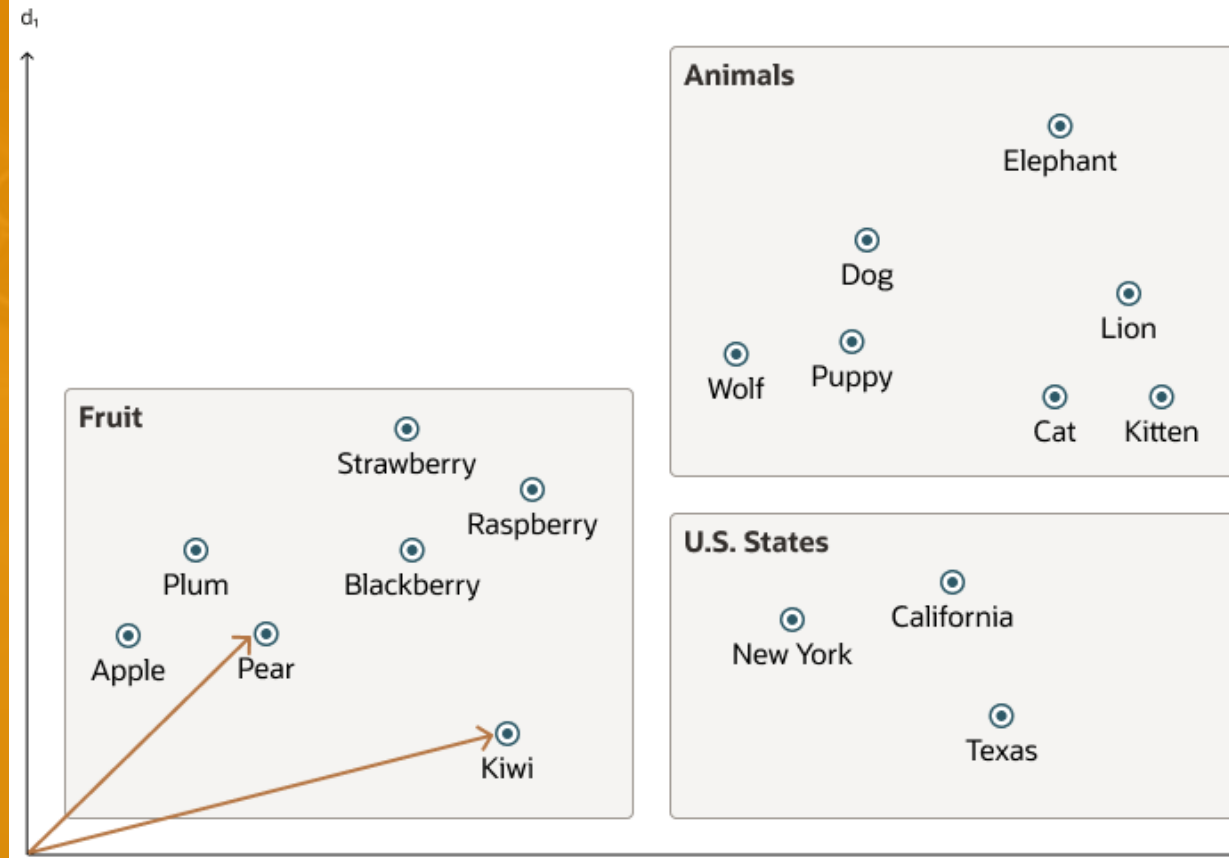 d₁
Animals
Elephant
Dog
Lion
Wolf
Puppy
Cat
Kitten
Fruit
Strawberry
Raspberry
Plum
Blackberry
Apple
Pear
Kiwi
U.S. States
California
New York
Texas